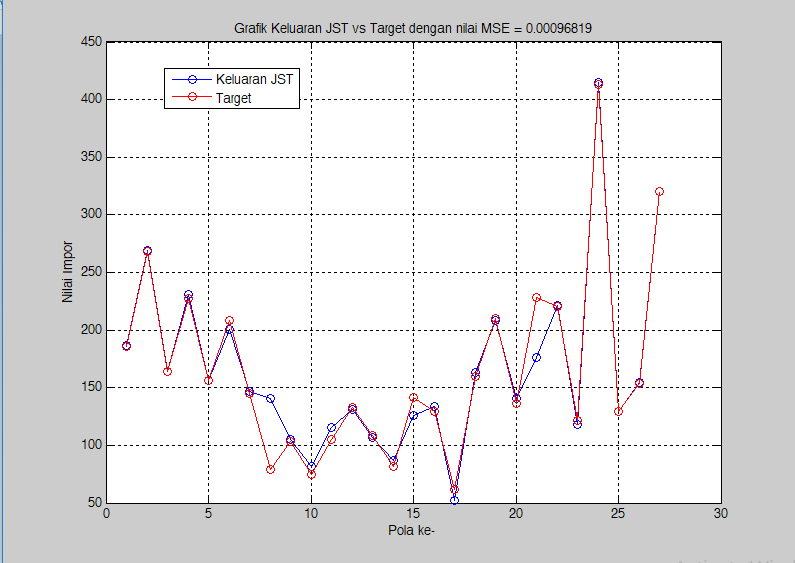 Grafik Keluaran JST vs Target dengan nilai MSE = 0.00096819
450
400
350
300
250
200
150
100
50
Nilai Impor
Keluaran JST
Target
0 5 10 15 20 25 30
Pola ke-